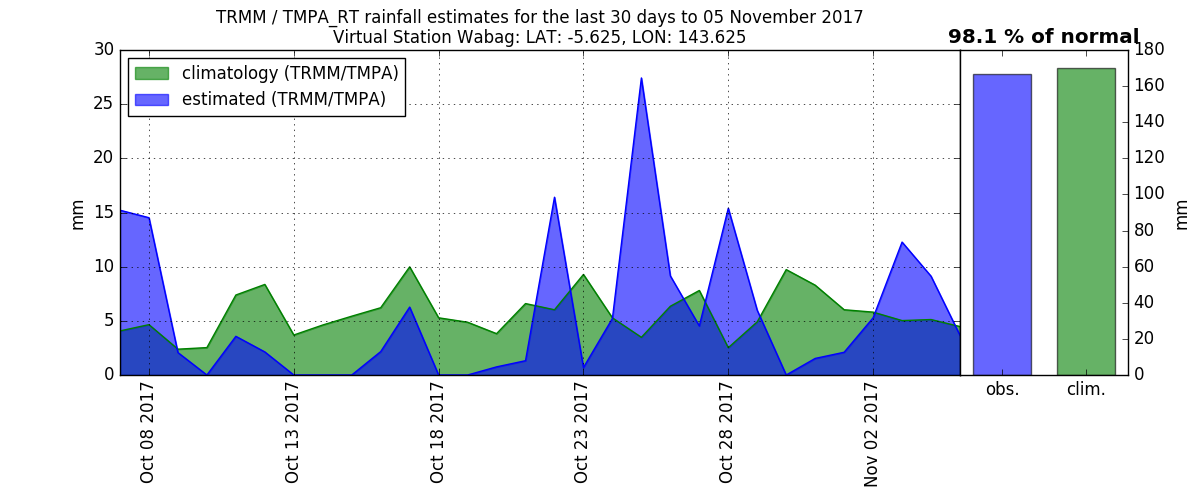 TRMM / TMPA_RT rainfall estimates for the last 30 days to 05 November 2017
Virtual Station Wabag: LAT: -5.625, LON: 143.625
98.1 % of normal
climatology (TRMM/TMPA)
estimated (TRMM/TMPA)
30
25
20
15
10
5
0
mm
Oct 08 2017
Oct 13 2017
Oct 18 2017
Oct 23 2017
Oct 28 2017
Nov 02 2017
obs.
clim.
180
160
140
120
100
80
60
40
20
0
mm